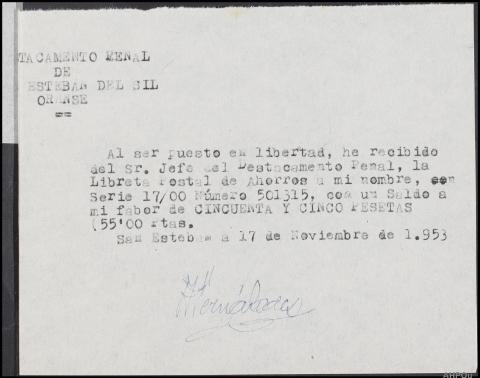 TACAMENTO PENAL
DE
ESTEBAN DEL SIL
ORENSE
==
Al ser puesto en libertad, he recibido
del Sr. Jefe del Destacamento Penal, la
Libreta Postal de Ahorros a mi nombre, con
Serie 17/00 Número 501315, con un Saldo a
mi fabor de CINCUENTA Y CINCO PESETAS
(55'00 Ptas.
San Esteban a 17 de Noviembre de 1.953